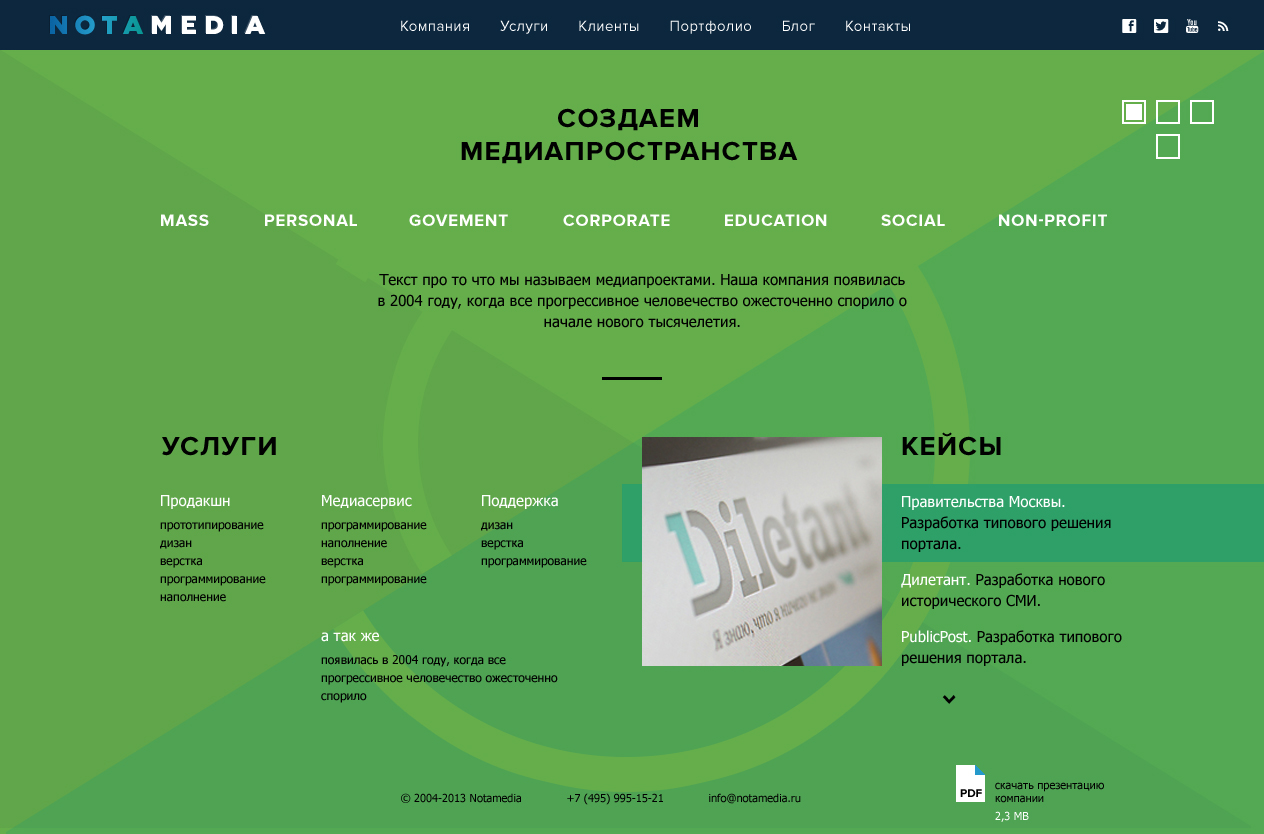 NOTAMEDIA
Компания Услуги Клиенты Портфолио Блог Контакты
f You Tube
СОЗДАЕМ
МЕДИАПРОСТРАНСТВА
MASS PERSONAL GOVEMENT CORPORATE EDUCATION SOCIAL NON-PROFIT
Текст про то что мы называем медиапроектами. Наша компания появилась
в 2004 году, когда все прогрессивное человечество ожесточенно спорило о
начале нового тысячелетия.
УСЛУГИ
Продакшн
прототипирование
дизан
верстка
программирование
наполнение
Медиасервис
программирование
наполнение
верстка
программирование
Поддержка
дизан
верстка
программирование
а так же
появилась в 2004 году, когда все
прогрессивное человечество ожесточенно
спорило
Diletant
Я знаю, что я ничего не знаю
КЕЙСЫ
Правительства Москвы.
Разработка типового решения
портала.
Дилетант. Разработка нового
исторического СМИ.
PublicPost. Разработка типового
решения портала.
© 2004-2013 Notamedia +7 (495) 995-15-21 info@notamedia.ru
PDF
скачать презентацию
компании
2,3 MB